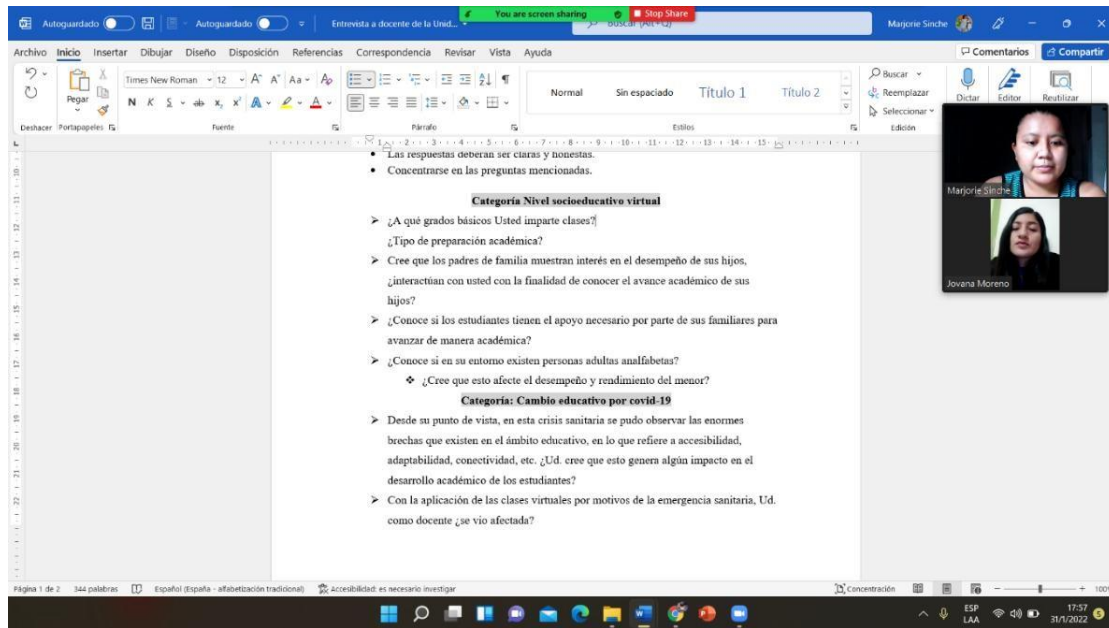 Autoguardado
Autoguardado
Entrevista a docente de la Unid...
You are screen sharing
Stop Share
Buscar (Alt+Q)
Marjorie Sinche
Archivo Inicio Insertar Dibujar Diseño Disposición Referencias Correspondencia Revisar Vista Ayuda
Comentarios
Compartir
Pegar
Times New Roman
12
N K S ab x, x²
Normal
Sin espaciado
Título 1
Título 2
Buscar
Reemplazar
Seleccionar
Dictar
Editor
Reutilizar
Deshacer
Portapapeles
Fuente
Párrafo
Estilos
Edición
Marjorie Sinche
Jovana Moreno
• Las respuestas deberán ser claras y honestas.
• Concentrarse en las preguntas mencionadas.
Categoría Nivel socioeducativo virtual
➢ ¿A qué grados básicos Usted imparte clases?
¿Tipo de preparación académica?
➢ Cree que los padres de familia muestran interés en el desempeño de sus hijos,
¿interactúan con usted con la finalidad de conocer el avance académico de sus
hijos?
➢ ¿Conoce si los estudiantes tienen el apoyo necesario por parte de sus familiares para
avanzar de manera académica?
➢ ¿Conoce si en su entorno existen personas adultas analfabetas?
❖ ¿Cree que esto afecte el desempeño y rendimiento del menor?
Categoría: Cambio educativo por covid-19
➢ Desde su punto de vista, en esta crisis sanitaria se pudo observar las enormes
brechas que existen en el ámbito educativo, en lo que refiere a accesibilidad,
adaptabilidad, conectividad, etc. ¿Ud. cree que esto genera algún impacto en el
desarrollo académico de los estudiantes?
➢ Con la aplicación de las clases virtuales por motivos de la emergencia sanitaria, Ud.
como docente ¿se vio afectada?
Página 1 de 2
344 palabras
Español (España - alfabetización tradicional)
Accesibilidad: es necesario investigar
Concentración
100%
ESP
LAA
17:57
31/1/2022